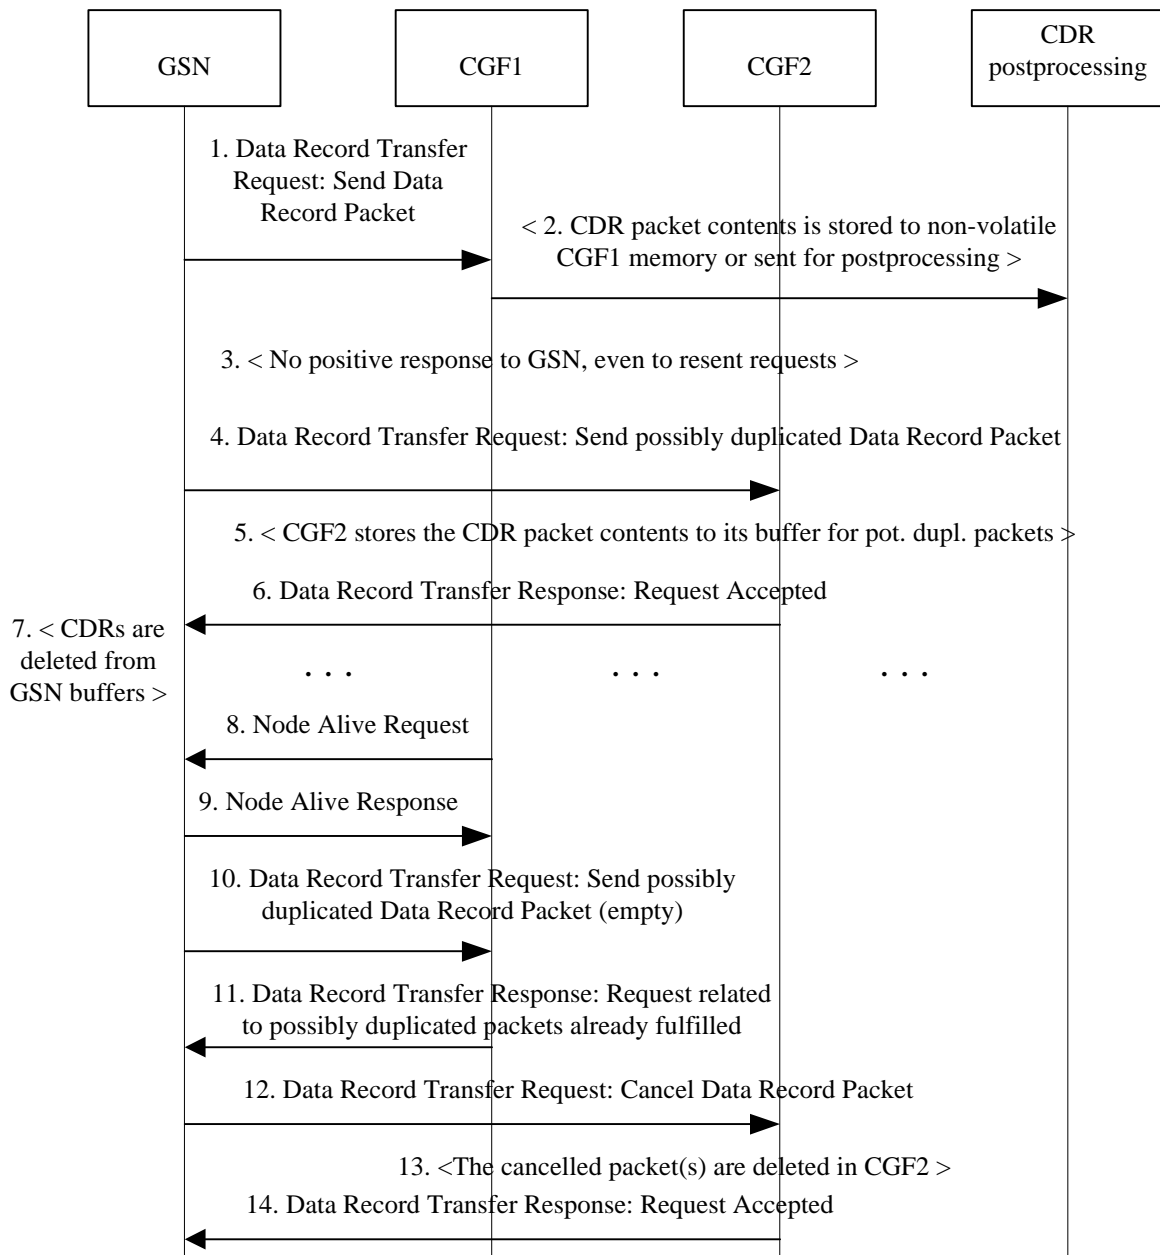 GSN
CGF1
CGF2
CDR
postprocessing
1. Data Record Transfer
Request: Send Data
Record Packet
< 2. CDR packet contents is stored to non-volatile
CGF1 memory or sent for postprocessing >
3. < No positive response to GSN, even to resent requests >
4. Data Record Transfer Request: Send possibly duplicated Data Record Packet
5. < CGF2 stores the CDR packet contents to its buffer for pot. dupl. packets >
6. Data Record Transfer Response: Request Accepted
7. < CDRs are
deleted from
GSN buffers >
. . .
. . .
. . .
8. Node Alive Request
9. Node Alive Response
10. Data Record Transfer Request: Send possibly
duplicated Data Record Packet (empty)
11. Data Record Transfer Response: Request related
to possibly duplicated packets already fulfilled
12. Data Record Transfer Request: Cancel Data Record Packet
13. <The cancelled packet(s) are deleted in CGF2 >
14. Data Record Transfer Response: Request Accepted